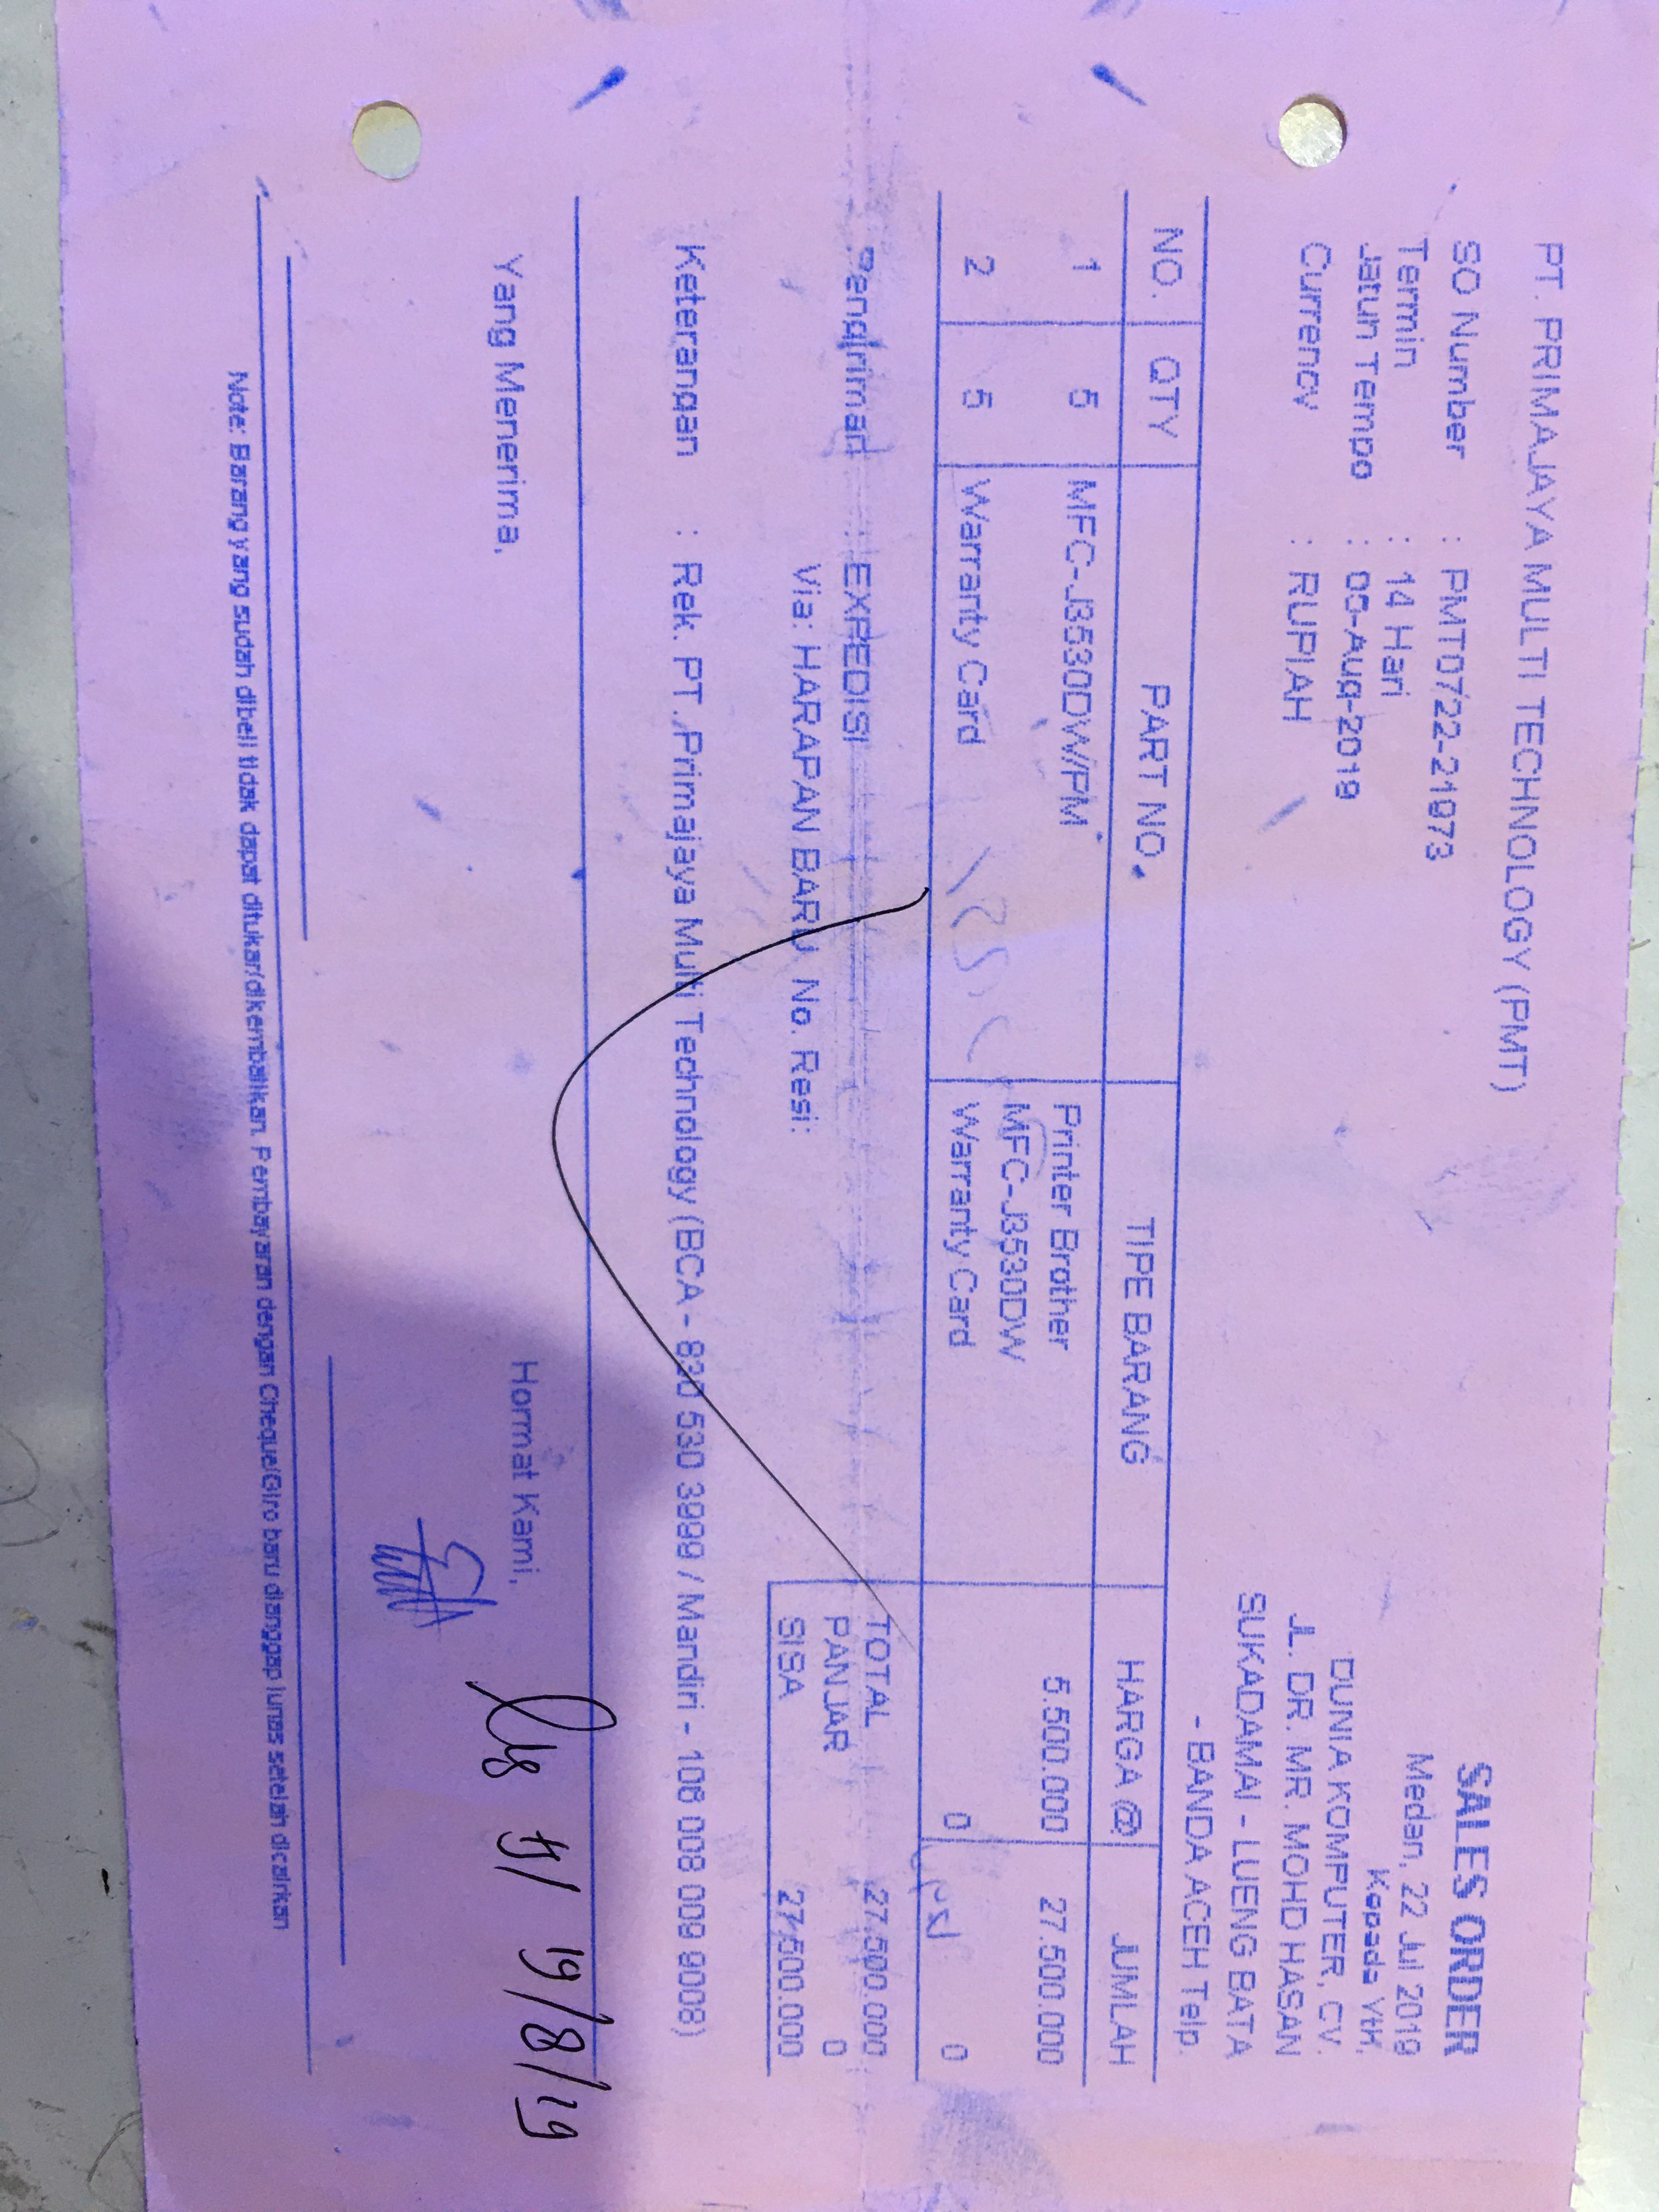 PT. PRIMAJAYA MULTI TECHNOLOGY (PMT)
SALES ORDER
SO Number : PMT0722-21973
Medan, 22 Jul 2019
Termin : 14 Hari
Kepada Yth,
Jatuh Tempo : 05-Aug-2019
DUNIA KOMPUTER, CV.
Currency : RUPIAH
JL. DR. MR. MOHD HASAN
SUKADAMAI - LUENG BATA
- BANDA ACEH Telp.
NO. QTY PART NO. TIPE BARANG HARGA @ JUMLAH
1 5 MFC-J3530DW/PM Printer Brother 5.500.000 27.500.000
MFC-J3530DW
2 5 Warranty Card Warranty Card 0 0
Pengiriman : EXPEDISI TOTAL 27.500.000
PANJAR 0
Via: HARAPAN BARU No. Resi: SISA 27.500.000
Keterangan : Rek. PT. Primajaya Multi Technology (BCA - 830 530 3999 / Mandiri - 106 008 009 9008)
Yang Menerima, Hormat Kami,
19/8/19
Note: Barang yang sudah dibeli tidak dapat ditukar/dikembalikan. Pembayaran dengan Cheque/Giro baru dianggap lunas setelah dicairkan